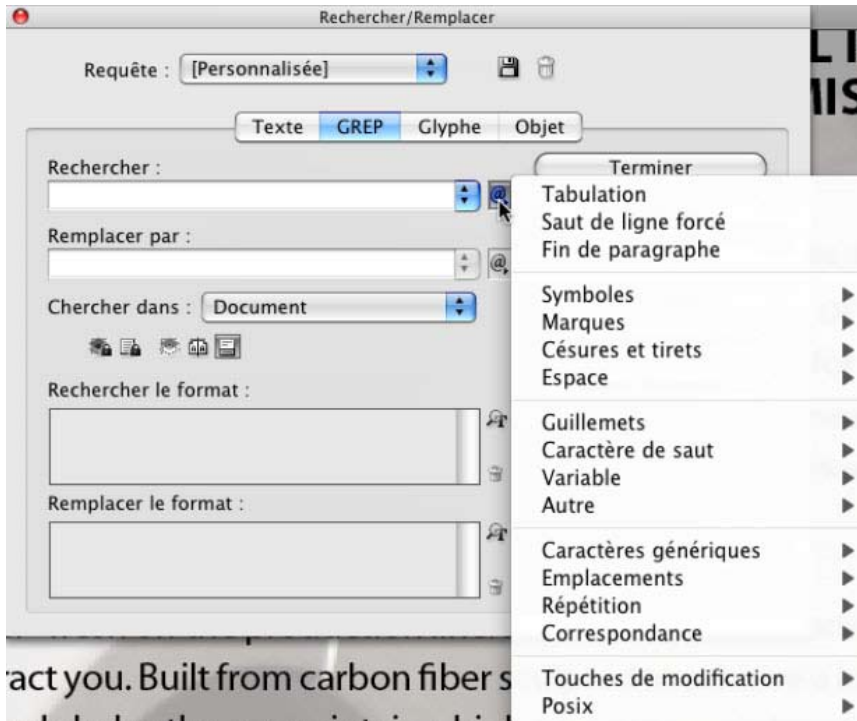 Rechercher/Remplacer
Requête : [Personnalisée]
Texte GREP Glyphe Objet
Rechercher :
Terminer
@
Remplacer par :
@
Chercher dans : Document
Rechercher le format :
Remplacer le format :
Tabulation
Saut de ligne forcé
Fin de paragraphe
Symboles
Marques
Césures et tirets
Espace
Guillemets
Caractère de saut
Variable
Autre
Caractères génériques
Emplacements
Répétition
Correspondance
Touches de modification
Posix
ract you. Built from carbon fiber s